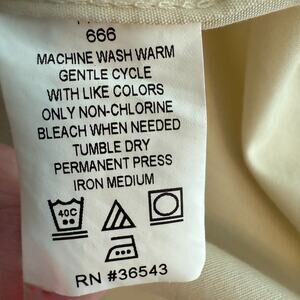 666
MACHINE WASH WARM
GENTLE CYCLE
WITH LIKE COLORS
ONLY NON-CHLORINE
BLEACH WHEN NEEDED
TUMBLE DRY
PERMANENT PRESS
IRON MEDIUM
40C
RN #36543